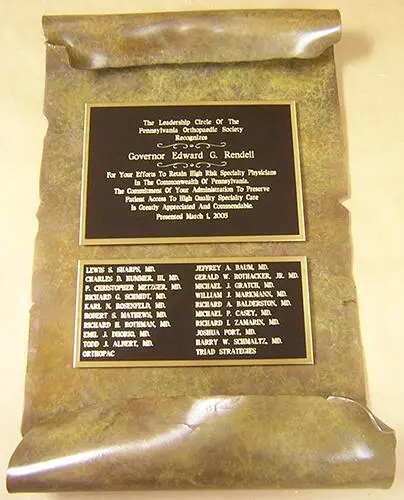 The Leadership Circle Of The
Pennsylvania Orthopaedic Society
Recognizes
Governor Edward G. Rendell
For Your Efforts To Retain High Risk Specialty Physicians
In The Commonwealth Of Pennsylvania.
The Commitment Of Your Administration To Preserve
Patient Access To High Quality Specialty Care
Is Greatly Appreciated And Commendable.
Presented March 1, 2003
LEWIS S. SHARPS, MD.
CHARLES D. HUMMER, III, MD.
P. CHRISTOPHER METZGER, MD.
RICHARD G. SCHMIDT, MD.
KARL N. ROSENFELD, MD.
ROBERT S. MATHEWS, MD.
RICHARD H. ROTHMAN, MD.
EMIL J. DIIORIO, MD.
TODD J. ALBERT, MD.
ORTHOPAC
JEFFREY A. BAUM, MD.
GERALD W. ROTHACKER, JR. MD.
MICHAEL J. GRATCH, MD.
WILLIAM J. MARKMANN, MD.
RICHARD A. BALDERSTON, MD.
MICHAEL P. CASEY, MD.
RICHARD I. ZAMARIN, MD.
JOSHUA PORT, MD.
HARRY W. SCHMALTZ, MD.
TRIAD STRATEGIES